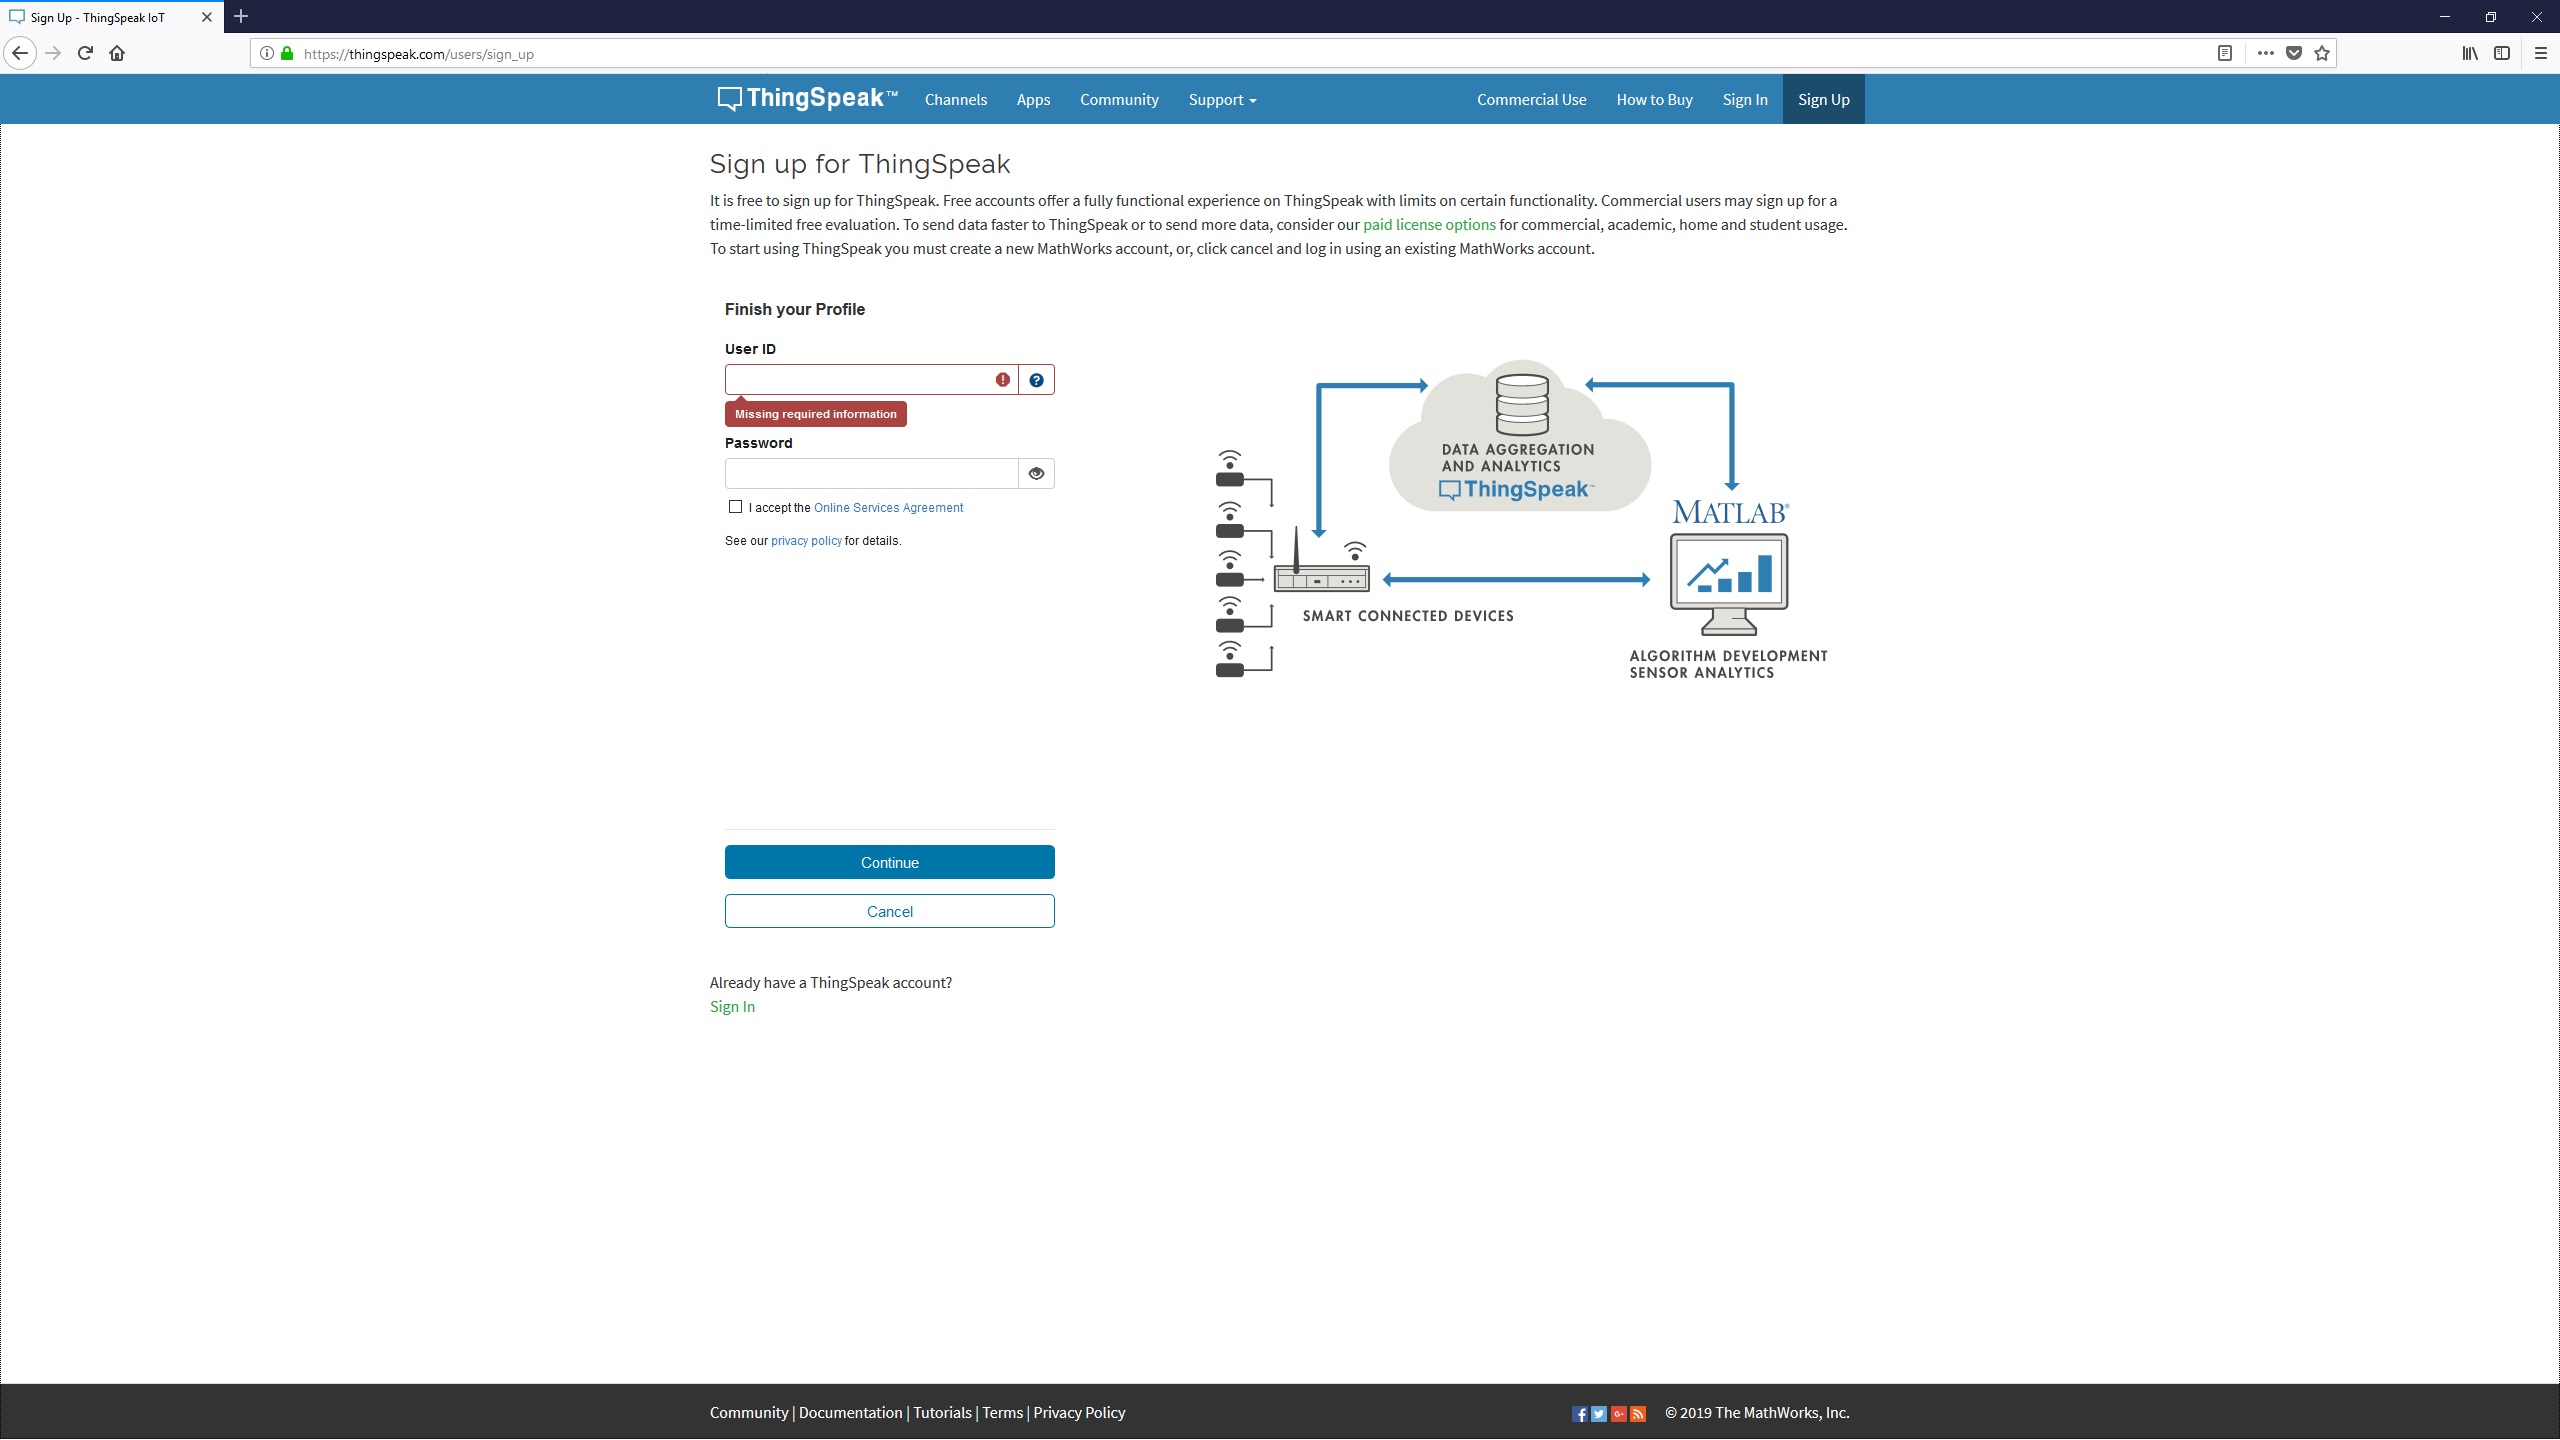 Sign Up - ThingSpeak IoT
https://thingspeak.com/users/sign_up
ThingSpeak™ Channels Apps Community Support Commercial Use How to Buy Sign In Sign Up
Sign up for ThingSpeak
It is free to sign up for ThingSpeak. Free accounts offer a fully functional experience on ThingSpeak with limits on certain functionality. Commercial users may sign up for a
time-limited free evaluation. To send data faster to ThingSpeak or to send more data, consider our paid license options for commercial, academic, home and student usage.
To start using ThingSpeak you must create a new MathWorks account, or, click cancel and log in using an existing MathWorks account.
Finish your Profile
User ID
Missing required information
Password
I accept the Online Services Agreement
See our privacy policy for details.
DATA AGGREGATION
AND ANALYTICS
ThingSpeak™
MATLAB®
SMART CONNECTED DEVICES
ALGORITHM DEVELOPMENT
SENSOR ANALYTICS
Continue
Cancel
Already have a ThingSpeak account?
Sign In
Community | Documentation | Tutorials | Terms | Privacy Policy
© 2019 The MathWorks, Inc.